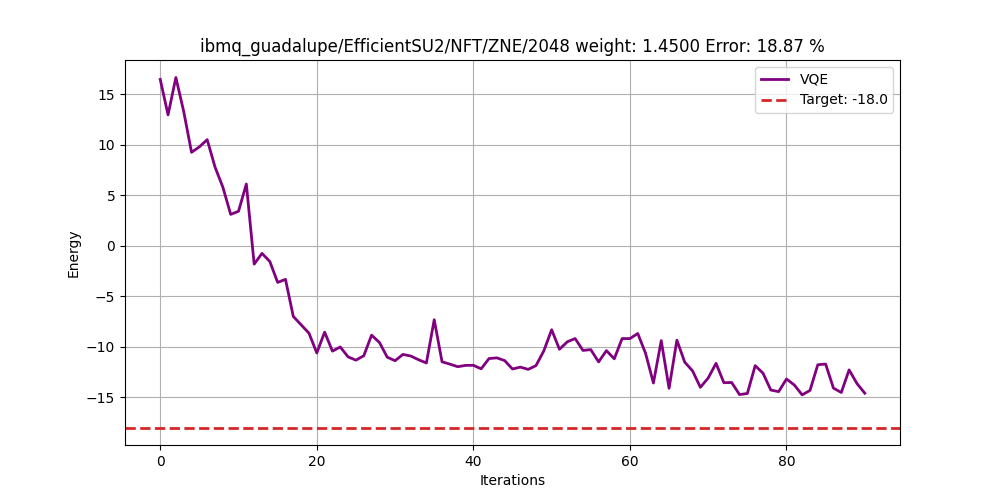 ibmq_guadalupe/EfficientSU2/NFT/ZNE/2048 weight: 1.4500 Error: 18.87 %
VQE
Target: -18.0
15
10
5
0
−5
−10
−15
Energy
0 20 40 60 80
Iterations